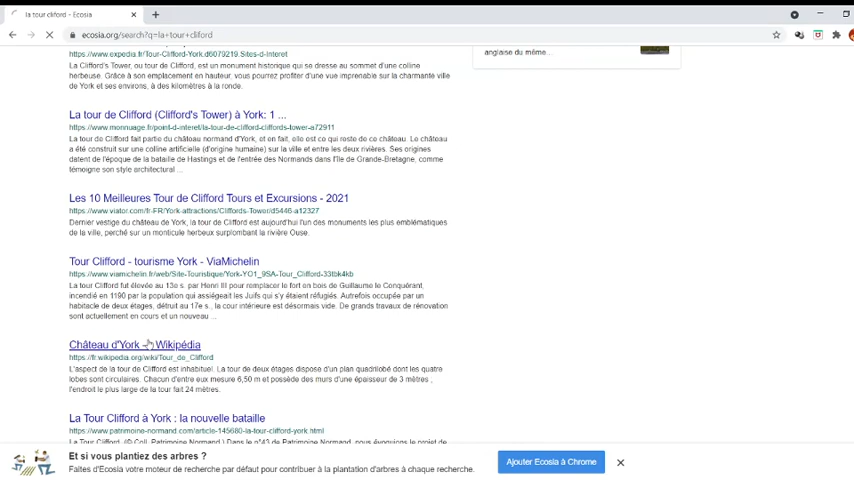 la tour cliford - Ecosia
ecosia.org/search?q=la+tour+cliford
https://www.expedia.fr/Tour-Clifford-York.d6079219.Sites-d-Interet
anglaise du même...
La Clifford's Tower, ou tour de Clifford, est un monument historique qui se dresse au sommet d'une colline
herbeuse. Grâce à son emplacement en hauteur, vous pourrez profiter d'une vue imprenable sur la charmante ville
de York et ses environs, à des kilomètres à la ronde.
La tour de Clifford (Clifford's Tower) à York: 1 ...
https://www.monnuage.fr/point-d-interet/la-tour-de-clifford-cliffords-tower-a72911
La tour de Clifford fait partie du château normand d'York, et en fait, elle est ce qui reste de ce château. Le château
a été construit sur une colline artificielle (d'origine humaine) sur la ville et entre les deux rivières. Ses origines
datent de l'époque de la bataille de Hastings et de l'entrée des Normands dans l'île de Grande-Bretagne, comme
témoigne son style architectural ...
Les 10 Meilleures Tour de Clifford Tours et Excursions - 2021
https://www.viator.com/fr-FR/York-attractions/Cliffords-Tower/d5446-a12327
Dernier vestige du château de York, la tour de Clifford est aujourd'hui l'un des monuments les plus emblématiques
de la ville, perché sur un monticule herbeux surplombant la rivière Ouse.
Tour Clifford - tourisme York - ViaMichelin
https://www.viamichelin.fr/web/Site-Touristique/York-YO1_9SA-Tour_Clifford-33tbk4kb
La tour Clifford fut élevée au 13e s. par Henri III pour remplacer le fort en bois de Guillaume le Conquérant,
incendié en 1190 par la population qui assiégeait les Juifs qui s'y étaient réfugiés. Autrefois occupée par un
habitacle de deux étages, détruit au 17e s., la cour intérieure est désormais vide. De grands travaux de rénovation
sont actuellement en cours et un nouveau ...
Château d'York — Wikipédia
https://fr.wikipedia.org/wiki/Tour_de_Clifford
L'aspect de la tour de Clifford est inhabituel. La tour de deux étages dispose d'un plan quadrilobé dont les quatre
lobes sont circulaires. Chacun d'entre eux mesure 6,50 m et possède des murs d'une épaisseur de 3 mètres ;
l'endroit le plus large de la tour fait 24 mètres.
La Tour Clifford à York : la nouvelle bataille
https://www.patrimoine-normand.com/article-145680-la-tour-clifford-york.html
La Tour Clifford. (© Coll. Patrimoine Normand.) Dans le n°43 de Patrimoine Normand, nous évoquions le projet de
Et si vous plantiez des arbres ?
Faites d'Ecosia votre moteur de recherche par défaut pour contribuer à la plantation d'arbres à chaque recherche.
Ajouter Ecosia à Chrome